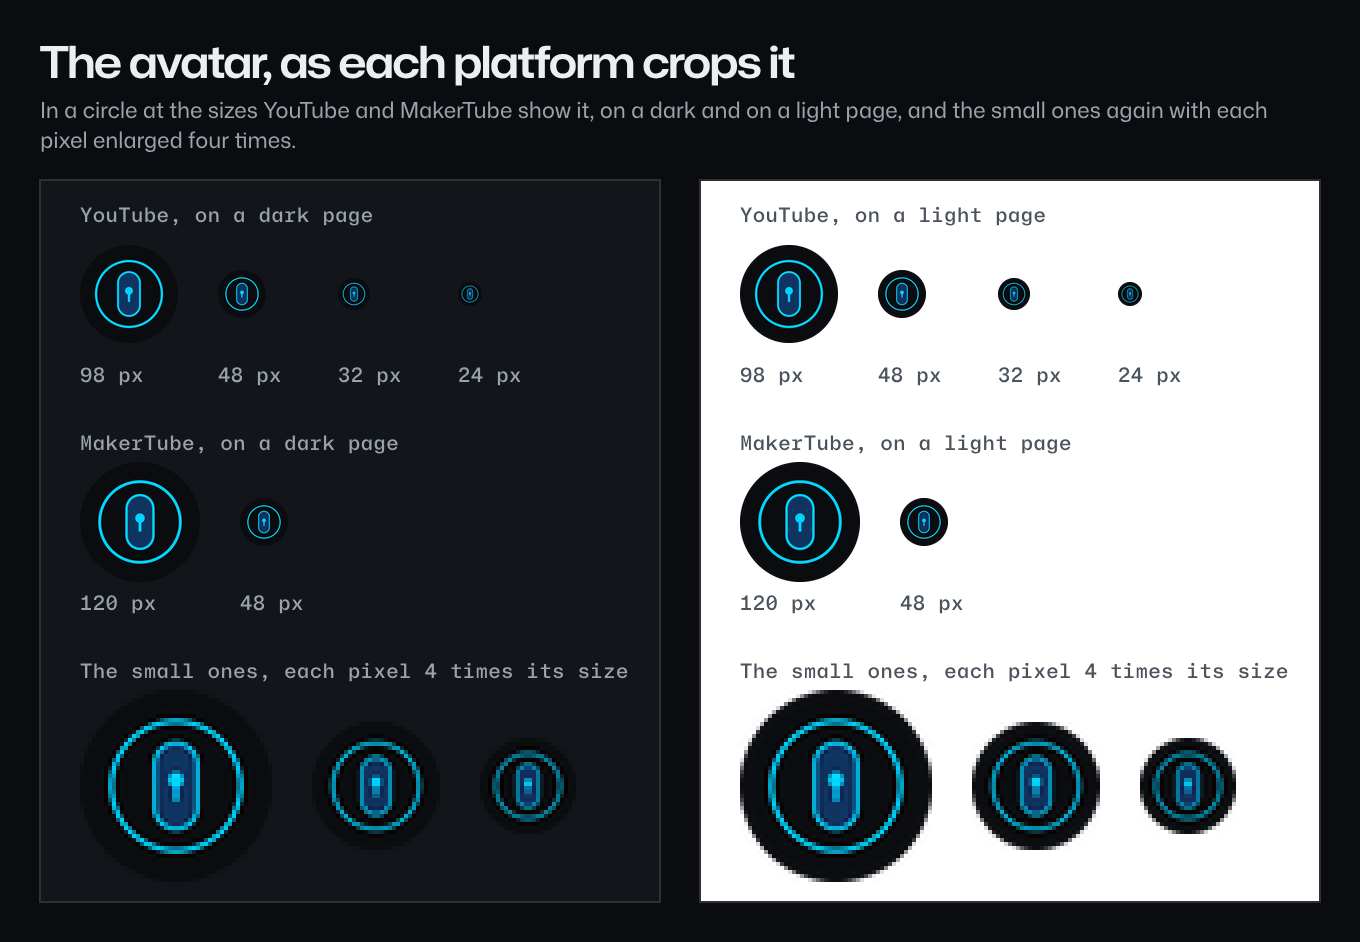 The avatar, as each platform crops it
In a circle at the sizes YouTube and MakerTube show it, on a dark and on a light page, and the small ones again with each
pixel enlarged four times.
YouTube, on a dark page
98 px
48 px
32 px
24 px
MakerTube, on a dark page
120 px
48 px
The small ones, each pixel 4 times its size
YouTube, on a light page
98 px
48 px
32 px
24 px
MakerTube, on a light page
120 px
48 px
The small ones, each pixel 4 times its size